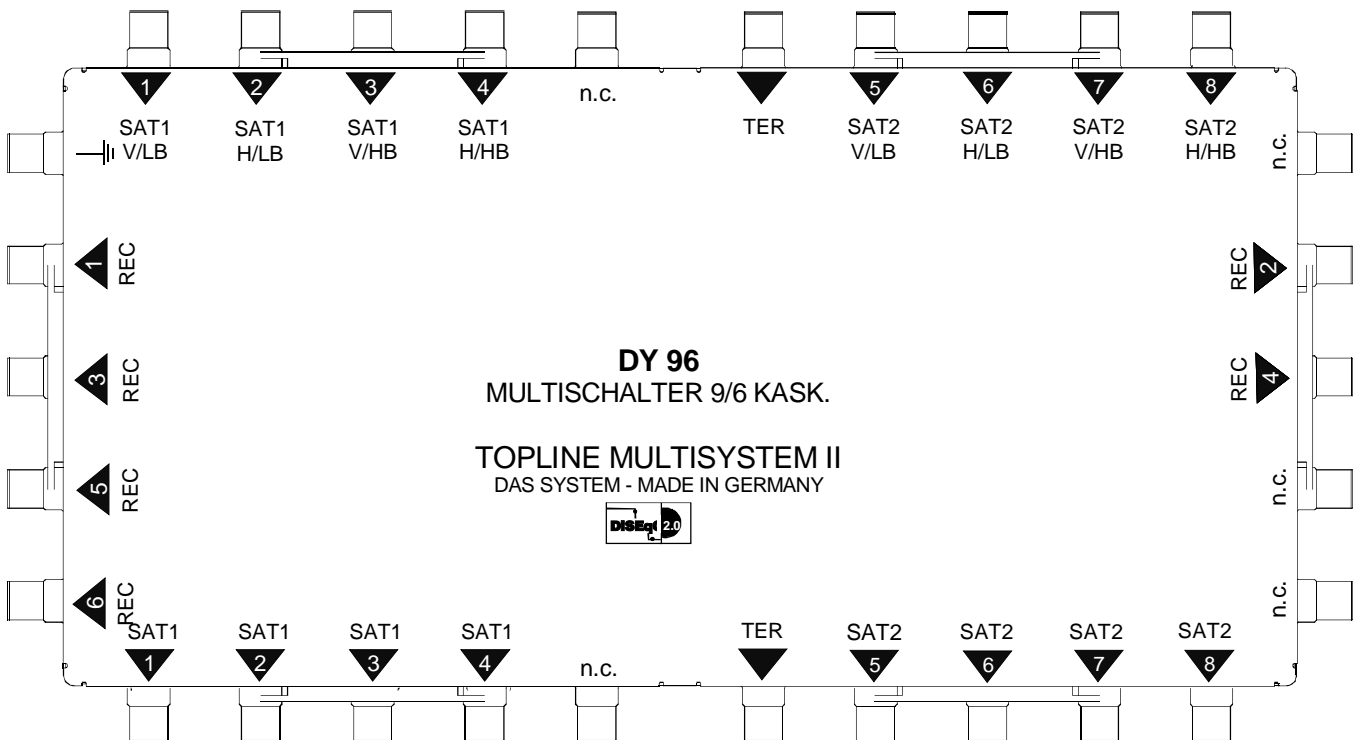 1 2 3 4 n.c. 5 6 7 8
SAT1 V/LB
SAT1 H/LB
SAT1 V/HB
SAT1 H/HB
TER
SAT2 V/LB
SAT2 H/LB
SAT2 V/HB
SAT2 H/HB
n.c.
1 REC
REC 2
3 REC
REC 4
DY 96
MULTISCHALTER 9/6 KASK.
TOPLINE MULTISYSTEM II
DAS SYSTEM - MADE IN GERMANY
DISEqC 2.0
5 REC
n.c.
6 REC
n.c.
SAT1 SAT1 SAT1 SAT1 TER SAT2 SAT2 SAT2 SAT2
1 2 3 4 n.c. 5 6 7 8